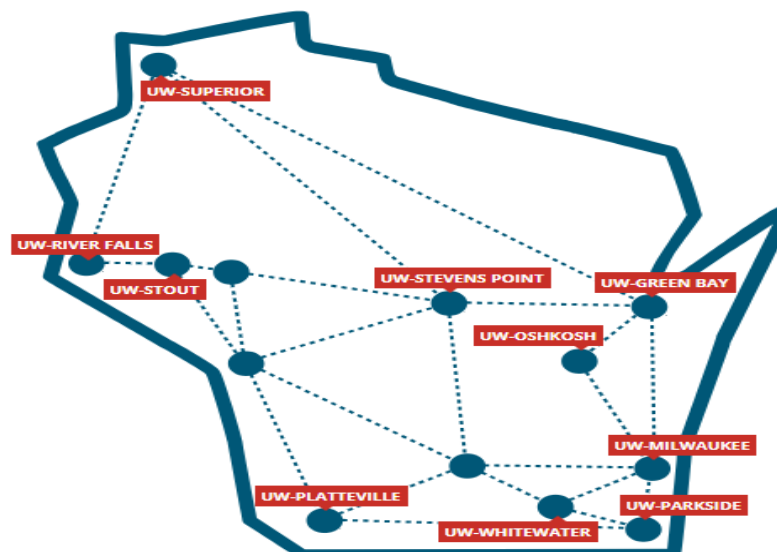 UW-SUPERIOR
UW-RIVER FALLS
UW-STOUT
UW-STEVENS POINT
UW-GREEN BAY
UW-OSHKOSH
UW-MILWAUKEE
UW-PLATTEVILLE
UW-PARKSIDE
UW-WHITEWATER